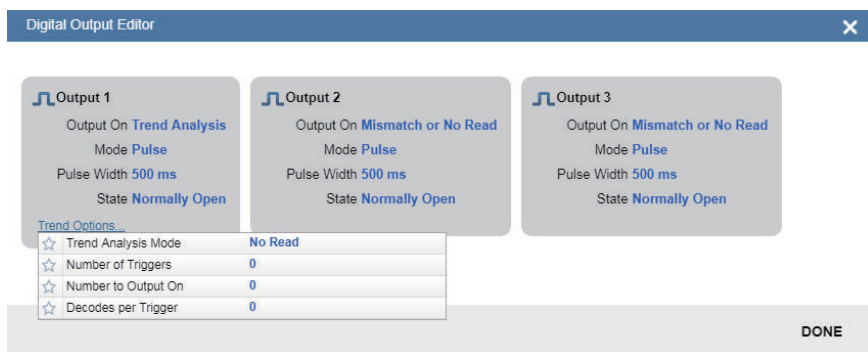 Digital Output Editor
Output 1
Output On Trend Analysis
Mode Pulse
Pulse Width 500 ms
State Normally Open
Trend Options...
Trend Analysis Mode No Read
Number of Triggers 0
Number to Output On 0
Decodes per Trigger 0
Output 2
Output On Mismatch or No Read
Mode Pulse
Pulse Width 500 ms
State Normally Open
Output 3
Output On Mismatch or No Read
Mode Pulse
Pulse Width 500 ms
State Normally Open
DONE